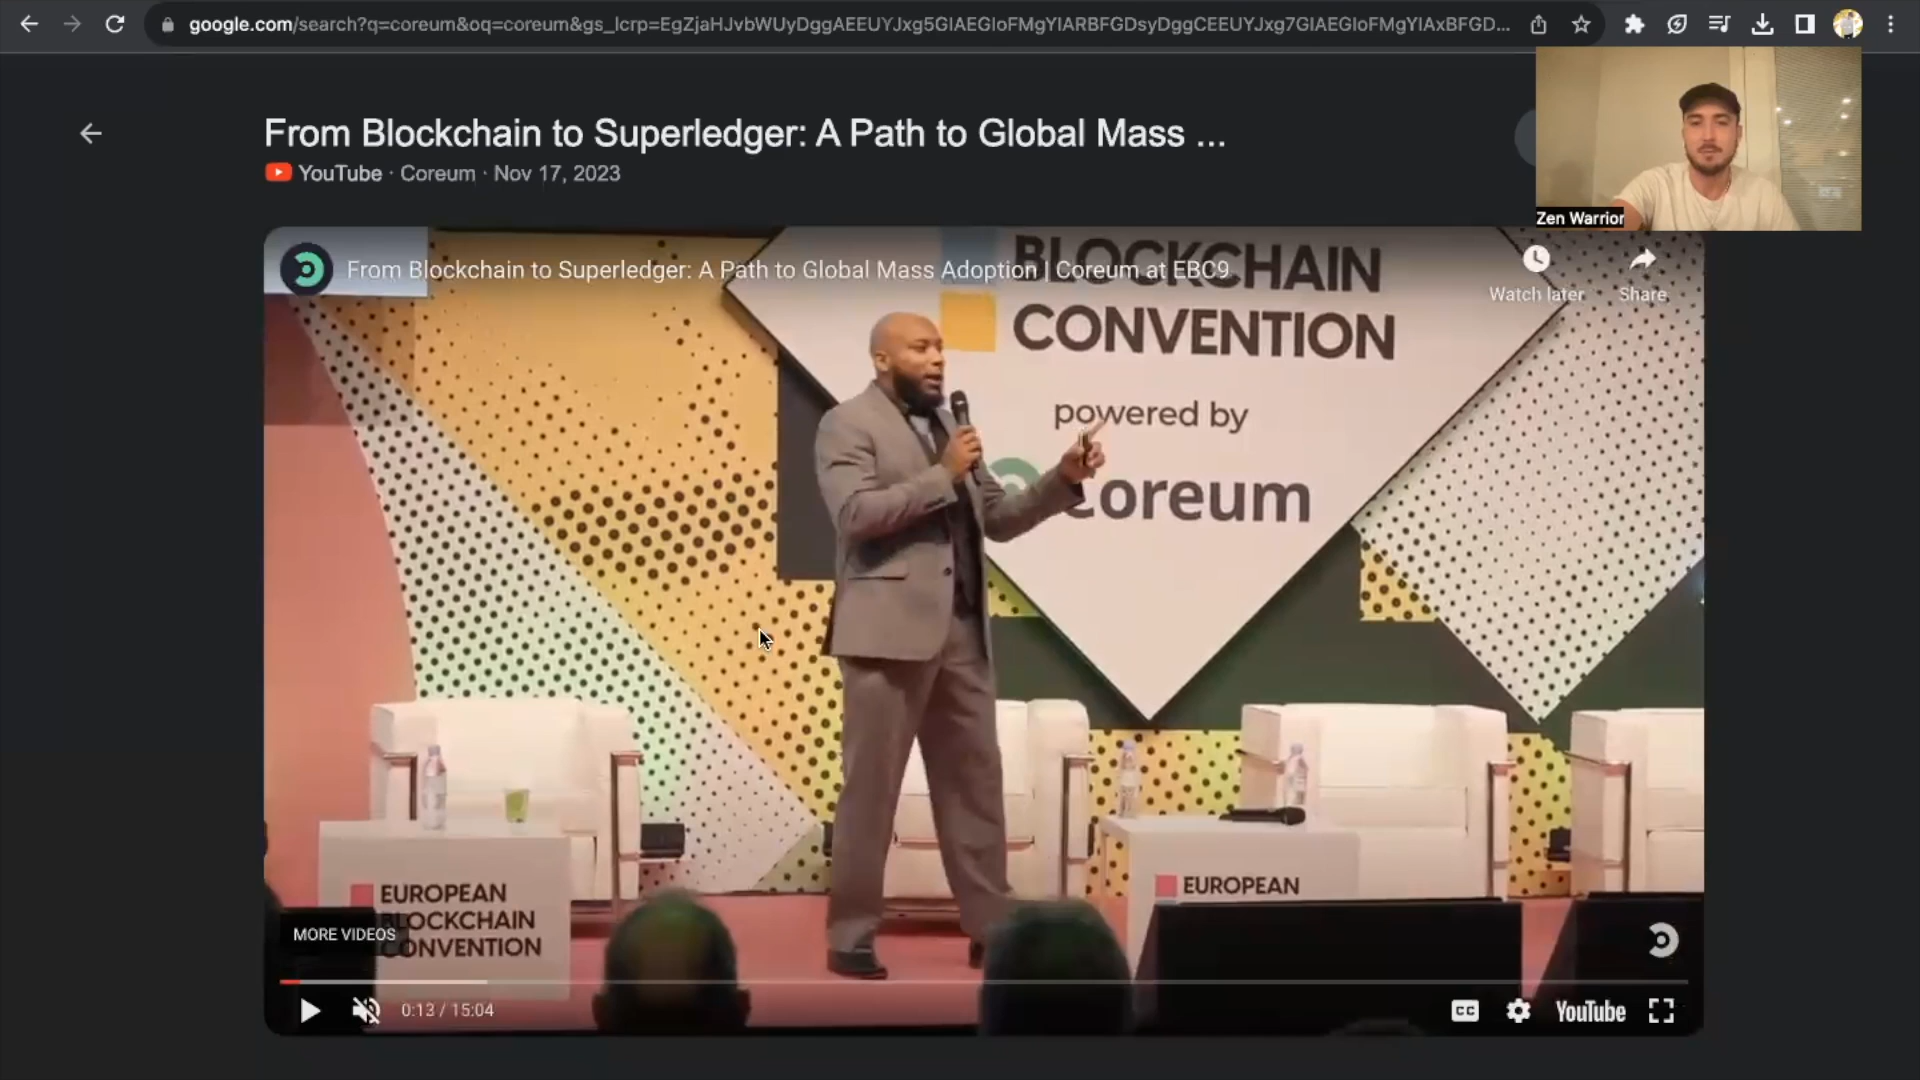 google.com/search?q=coreum&oq=coreum&gs_lcrp=EgZjaHJvbWUyDggAEEUYJxg5GIAEGIoFMgYIARBFGDsyDggCEEUYJxg7GIAEGIoFMgYIAxBFGD...
From Blockchain to Superledger: A Path to Global Mass ...
YouTube · Coreum · Nov 17, 2023
Zen Warrior
From Blockchain to Superledger: A Path to Global Mass Adoption | Coreum at EBC9
Watch later
Share
BLOCKCHAIN
CONVENTION
powered by
Coreum
EUROPEAN
BLOCKCHAIN
CONVENTION
EUROPEAN
MORE VIDEOS
0:13 / 15:04
CC
YouTube